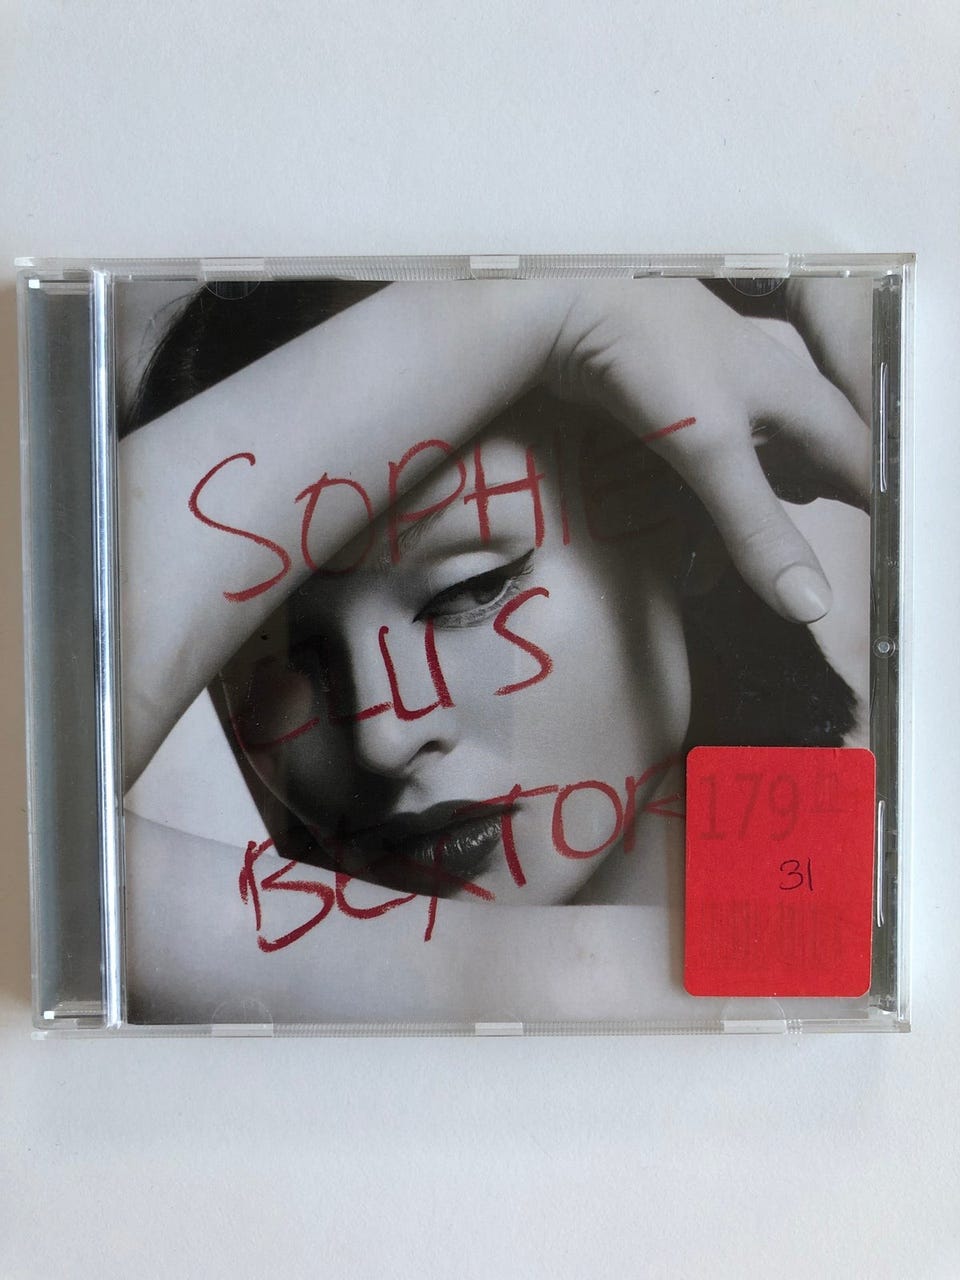 SOPHIE
ELLIS
BEXTOR
179
31